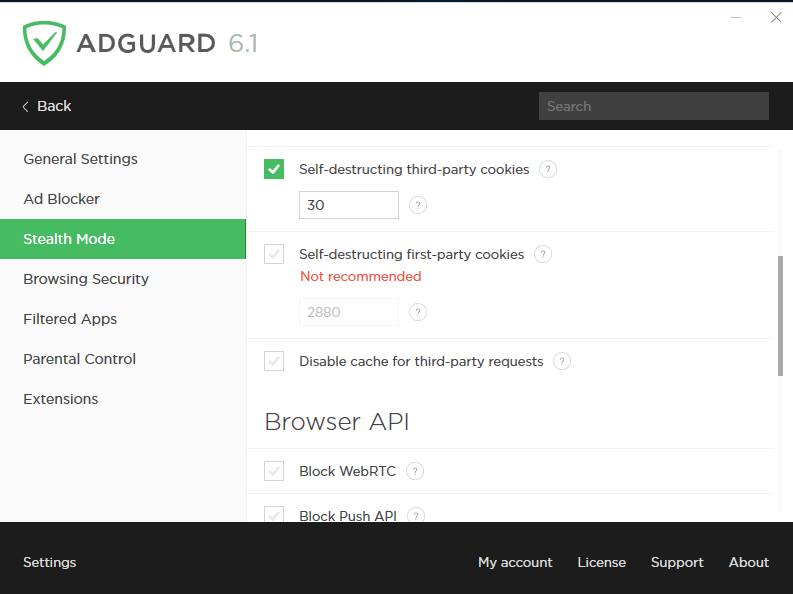 ADGUARD 6.1
Back
Search
General Settings
Ad Blocker
Stealth Mode
Browsing Security
Filtered Apps
Parental Control
Extensions
Self-destructing third-party cookies ?
30 ?
Self-destructing first-party cookies ?
Not recommended
2880 ?
Disable cache for third-party requests ?
Browser API
Block WebRTC ?
Block Push API ?
Settings
My account License Support About